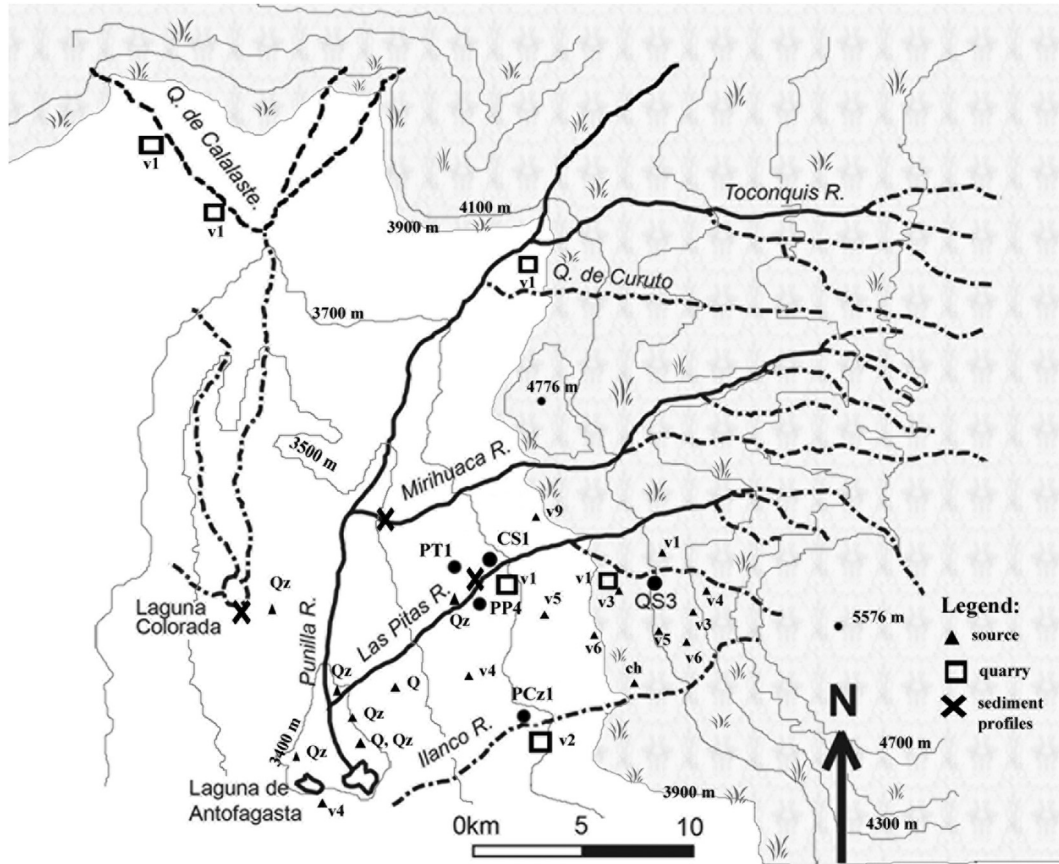 Q. de Calalaste
v1
v1
4100 m
3900 m
Toconquis R.
v1
Q. de Curuto
3700 m
4776 m
3500 m
Mirihuaca R.
v9
CS1
PT1
v1
v1
v1
v3
QS3
v4
Las Pitas R.
PP4
Qz
v5
v3
Qz
Laguna
Colorada
Punilla R.
v6
v5
v6
5576 m
Legend:
source
quarry
sediment
profiles
Qz
Q
v4
ch
PCz1
Qz
Q, Qz
Ilanco R.
v2
N
3400 m
Qz
4700 m
Laguna de
Antofagasta
v4
3900 m
4300 m
0km 5 10